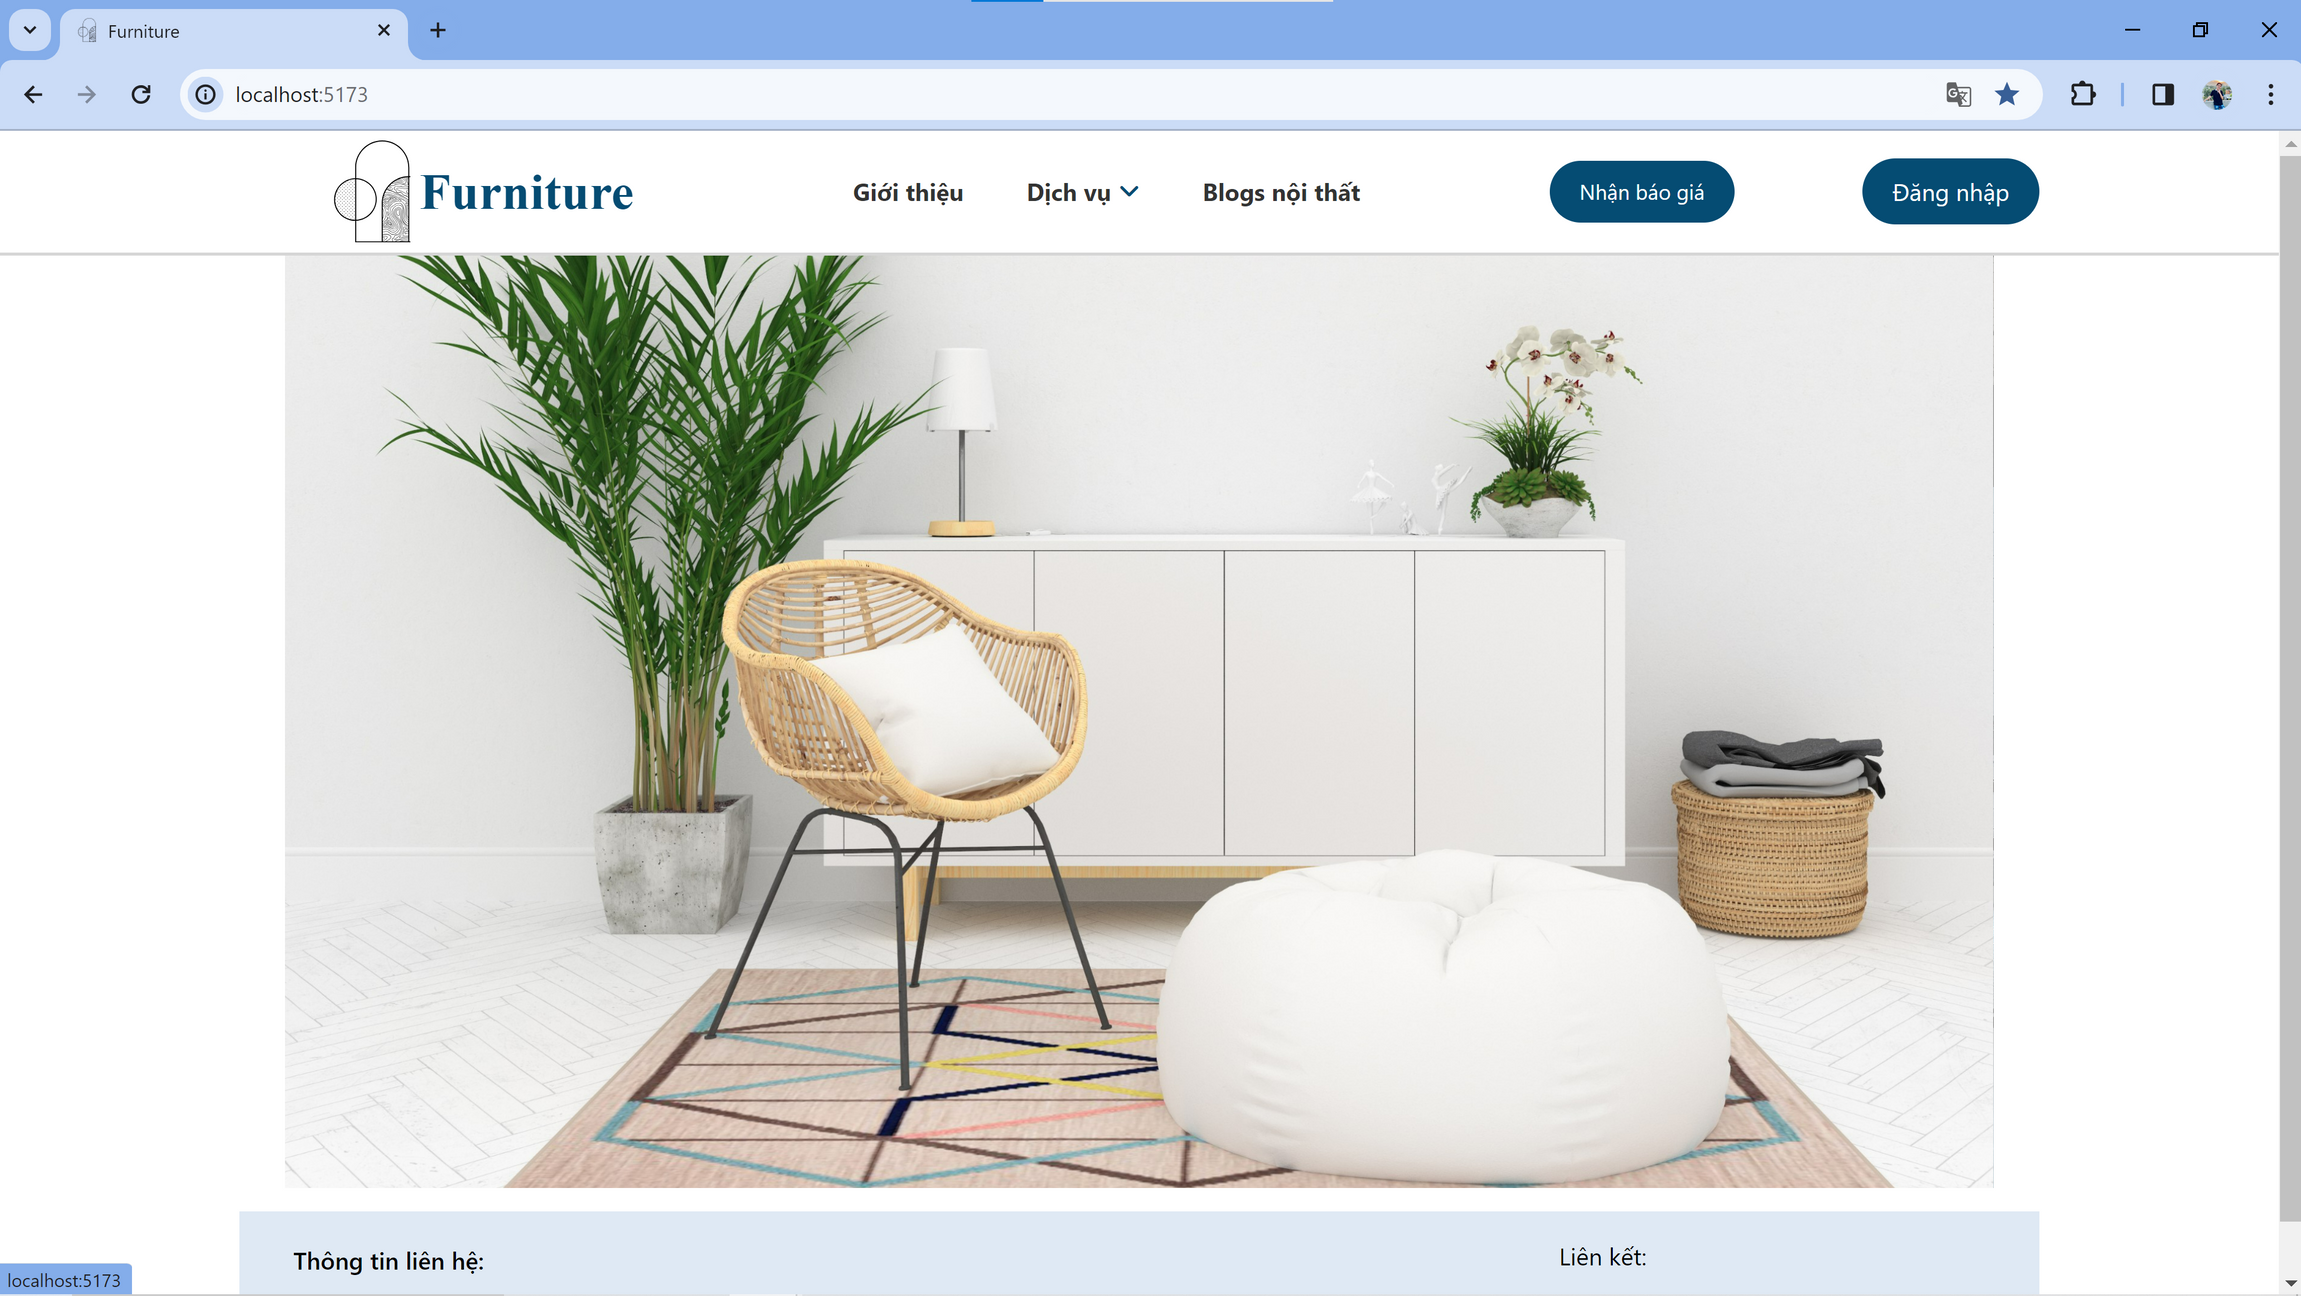 Furniture
localhost:5173
Furniture
Giới thiệu
Dịch vụ
Blogs nội thất
Nhận báo giá
Đăng nhập
Thông tin liên hệ:
Liên kết:
localhost:5173